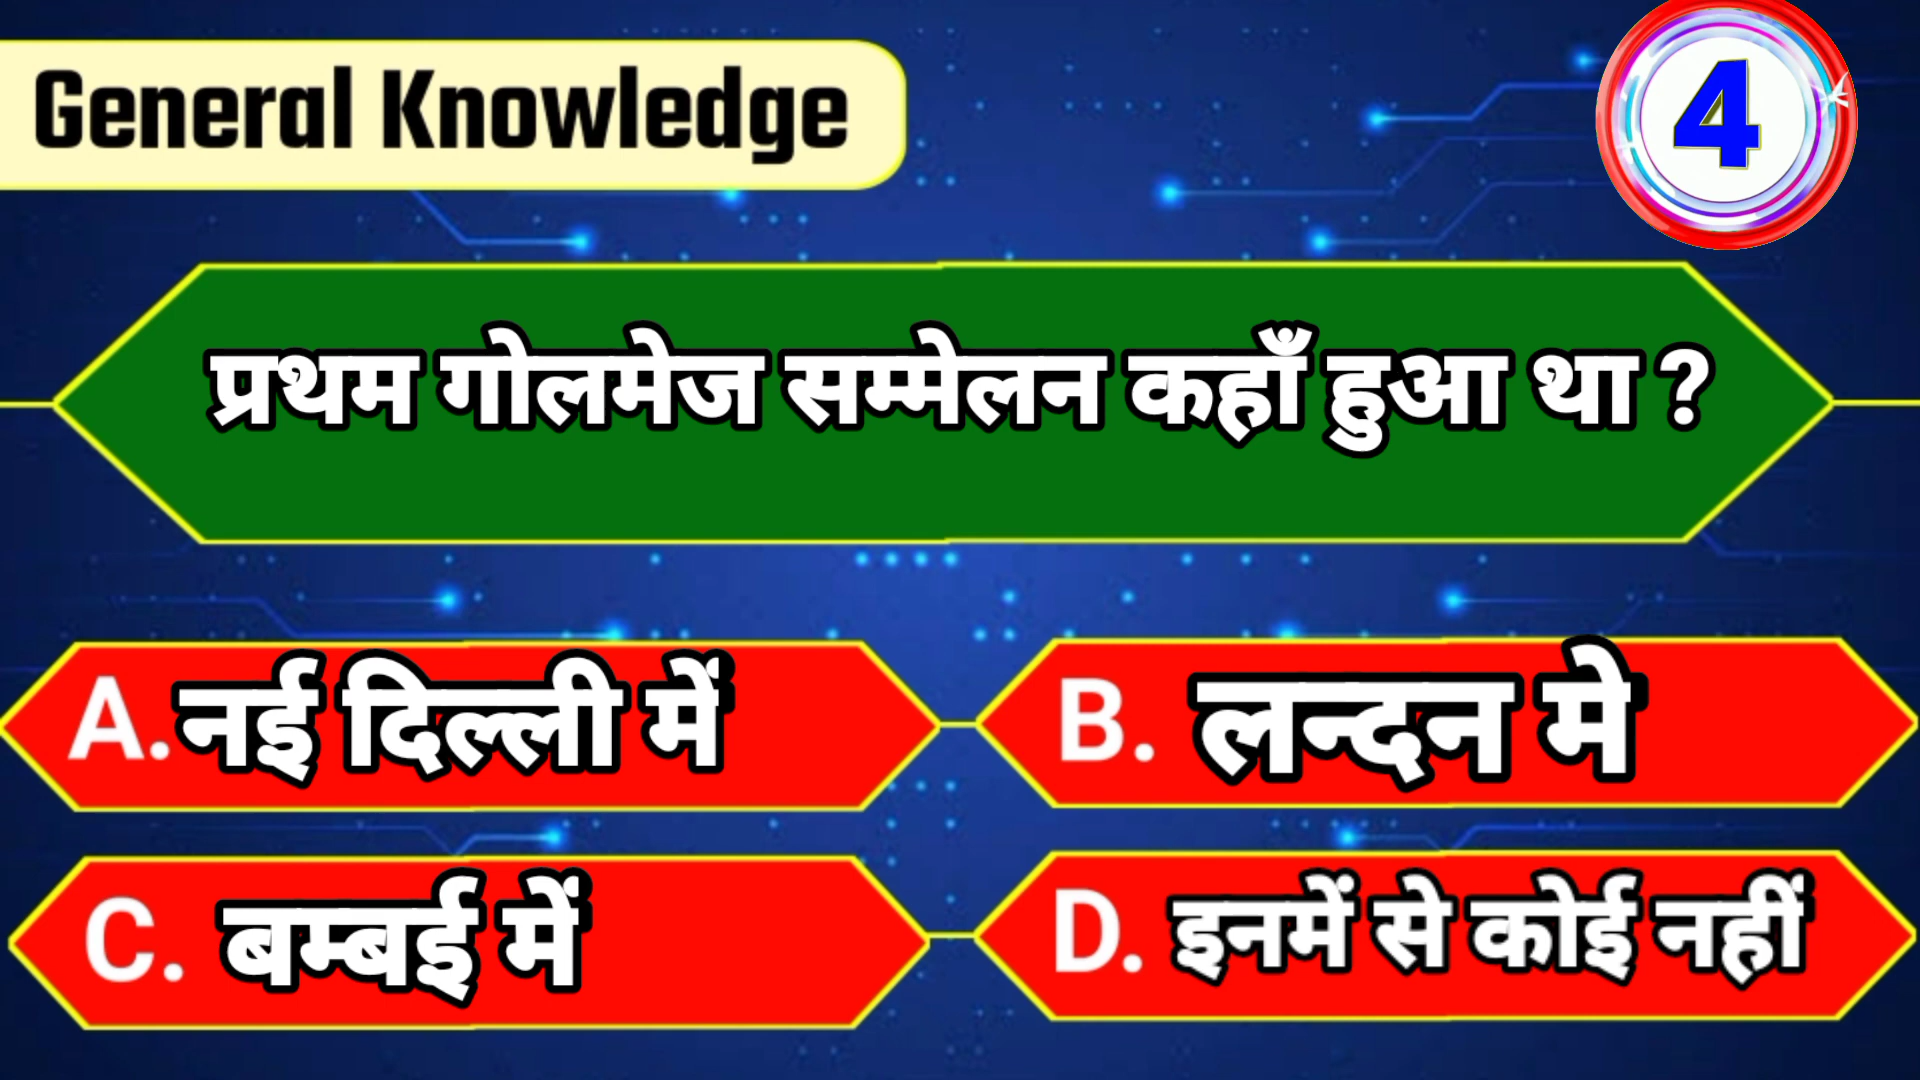 General Knowledge
4
प्रथम गोलमेज सम्मेलन कहाँ हुआ था ?
A. नई दिल्ली में
B. लन्दन मे
C. बम्बई में
D. इनमें से कोई नहीं